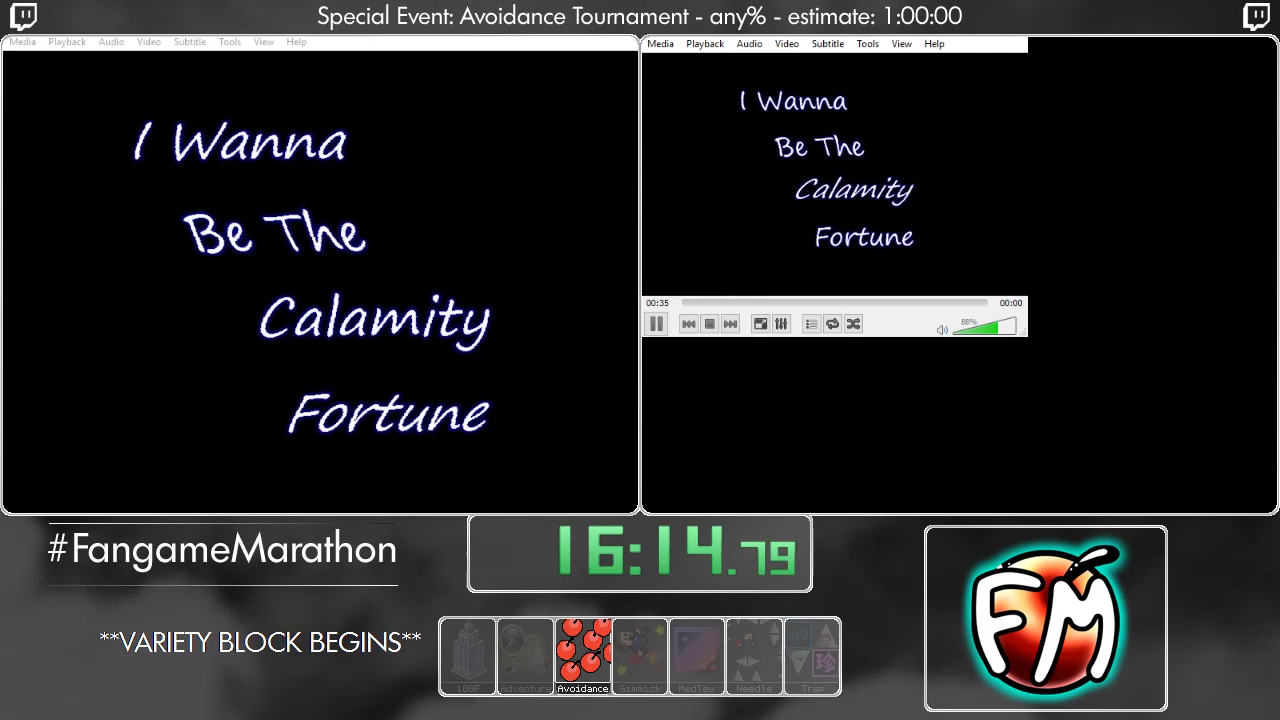 Special Event: Avoidance Tournament - any% - estimate: 1:00:00
Media Playback Audio Video Subtitle Tools View Help
I Wanna
Be The
Calamity
Fortune
Media Playback Audio Video Subtitle Tools View Help
I Wanna
Be The
Calamity
Fortune
00:35 00:00
88%
#FangameMarathon
**VARIETY BLOCK BEGINS**
16:14.79
100F Adventure Avoidance Gimmick Medley Needle Trap
FM